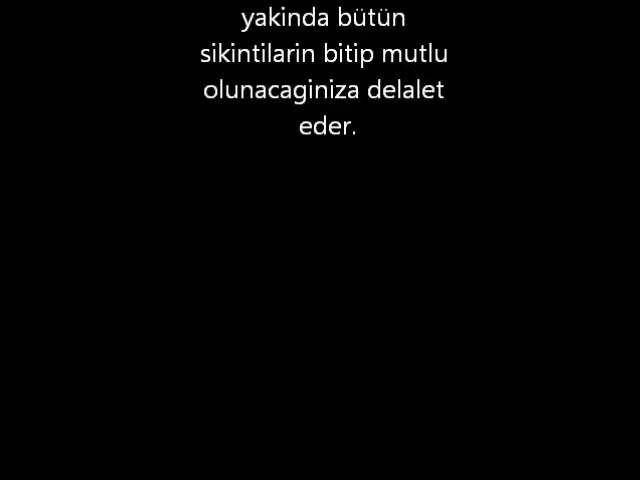 yakinda bütün
sikintilarin bitip mutlu
olunacaginiza delalet
eder.